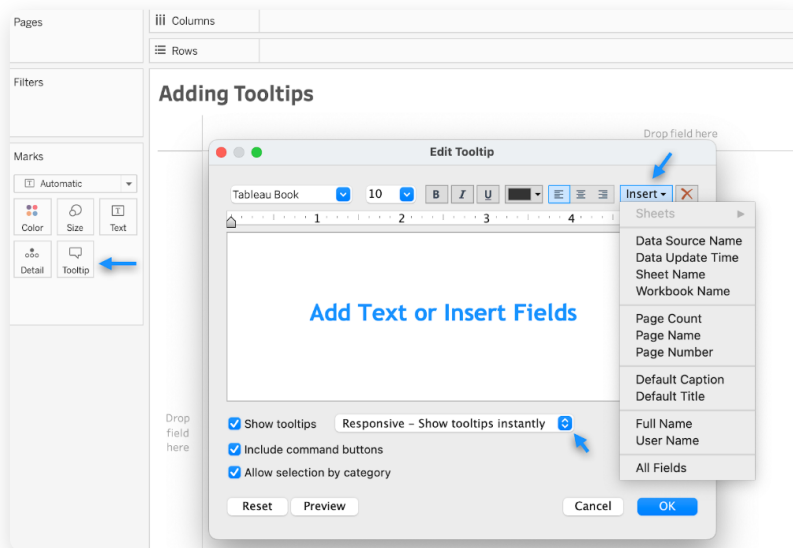 Pages
Columns
Rows
Filters
Adding Tooltips
Drop field here
Marks
Automatic
Color
Size
Text
Detail
Tooltip
Edit Tooltip
Tableau Book
10
B I U
Insert
1 2 3 4
Sheets
Data Source Name
Data Update Time
Sheet Name
Workbook Name
Page Count
Page Name
Page Number
Default Caption
Default Title
Full Name
User Name
All Fields
Add Text or Insert Fields
Drop
field
here
Show tooltips
Responsive – Show tooltips instantly
Include command buttons
Allow selection by category
Reset
Preview
Cancel
OK